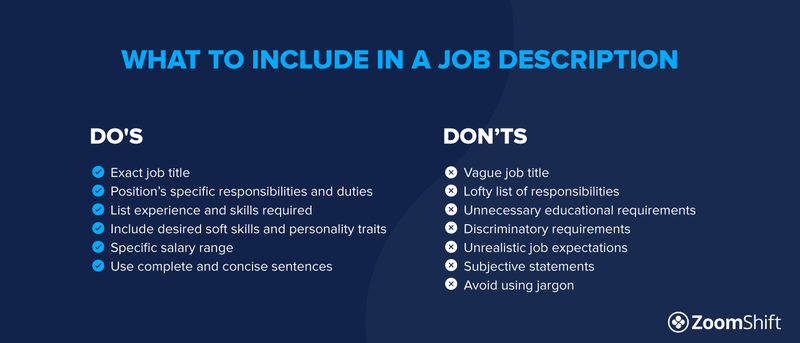 WHAT TO INCLUDE IN A JOB DESCRIPTION
DO'S
Exact job title
Position's specific responsibilities and duties
List experience and skills required
Include desired soft skills and personality traits
Specific salary range
Use complete and concise sentences
DON'TS
Vague job title
Lofty list of responsibilities
Unnecessary educational requirements
Discriminatory requirements
Unrealistic job expectations
Subjective statements
Avoid using jargon
ZoomShift